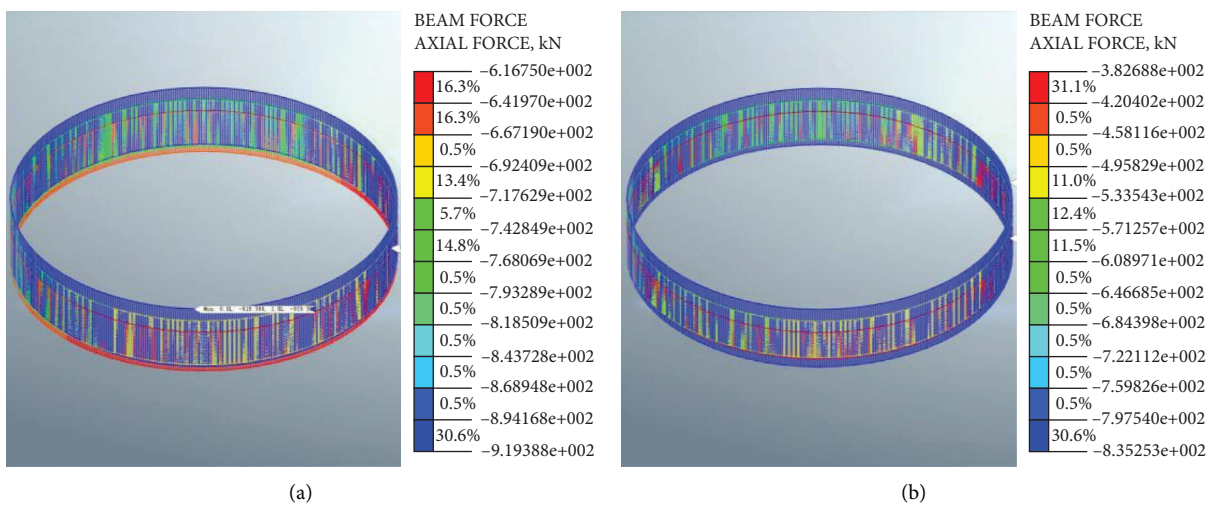 BEAM FORCE
AXIAL FORCE, kN
−6.16750e+002
16.3%
−6.41970e+002
16.3%
−6.67190e+002
0.5%
−6.92409e+002
13.4%
−7.17629e+002
5.7%
−7.42849e+002
14.8%
−7.68069e+002
0.5%
−7.93289e+002
0.5%
−8.18509e+002
0.5%
−8.43728e+002
0.5%
−8.68948e+002
0.5%
−8.94168e+002
30.6%
−9.19388e+002
(a)
BEAM FORCE
AXIAL FORCE, kN
−3.82688e+002
31.1%
−4.20402e+002
0.5%
−4.58116e+002
0.5%
−4.95829e+002
11.0%
−5.33543e+002
12.4%
−5.71257e+002
11.5%
−6.08971e+002
0.5%
−6.46685e+002
0.5%
−6.84398e+002
0.5%
−7.22112e+002
0.5%
−7.59826e+002
0.5%
−7.97540e+002
30.6%
−8.35253e+002
(b)